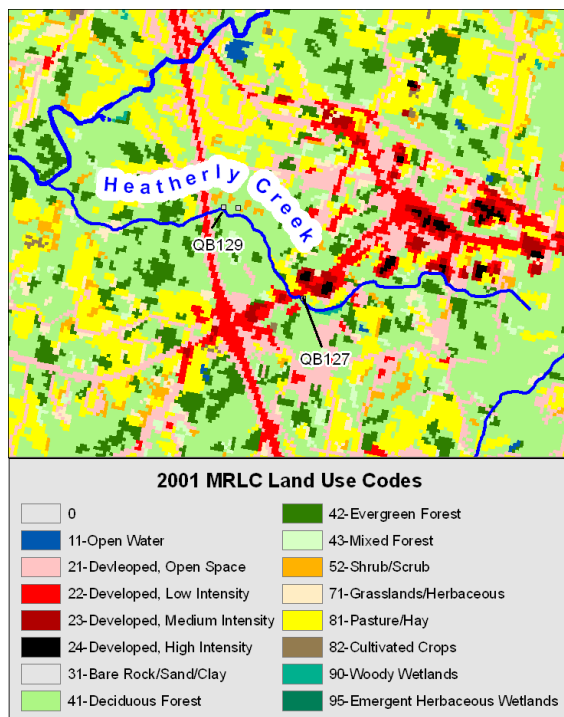 Heatherly Creek
QB129
QB127
2001 MRLC Land Use Codes
0
11-Open Water
21-Devleoped, Open Space
22-Developed, Low Intensity
23-Developed, Medium Intensity
24-Developed, High Intensity
31-Bare Rock/Sand/Clay
41-Deciduous Forest
42-Evergreen Forest
43-Mixed Forest
52-Shrub/Scrub
71-Grasslands/Herbaceous
81-Pasture/Hay
82-Cultivated Crops
90-Woody Wetlands
95-Emergent Herbaceous Wetlands